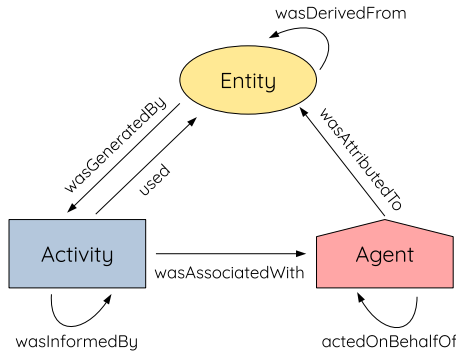 wasDerivedFrom
Entity
wasGeneratedBy
used
wasAttributedTo
Activity
wasAssociatedWith
Agent
wasInformedBy
actedOnBehalfOf